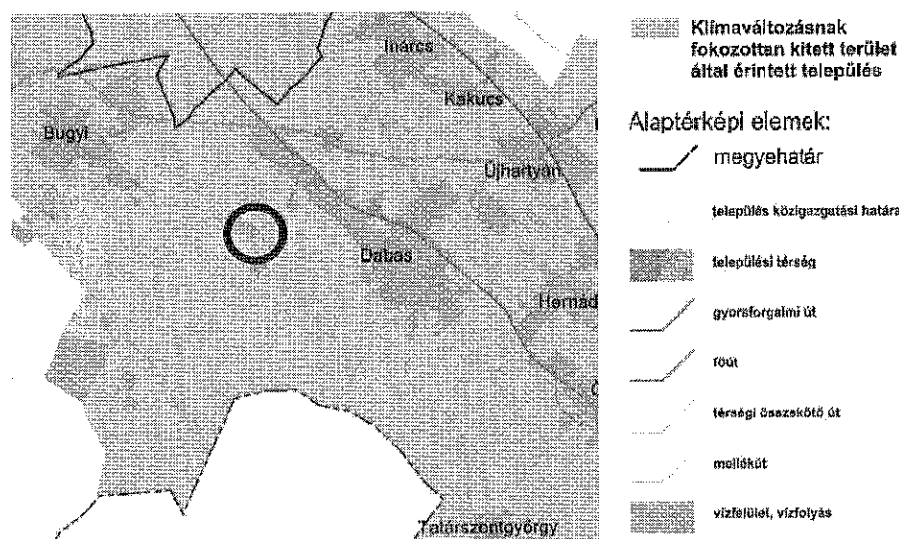 Inárcs
Kakucs
Bugyi
Újhartyán
Dabas
Hernád
Tatárszentgyörgy
Klímaváltozásnak
fokozottan kitett terület
által érintett település
Alaptérképi elemek:
megyehatár
település közigazgatási határa
települési térség
gyorsforgalmi út
főút
térségi összekötő út
mellékút
vízfelület, vízfolyás